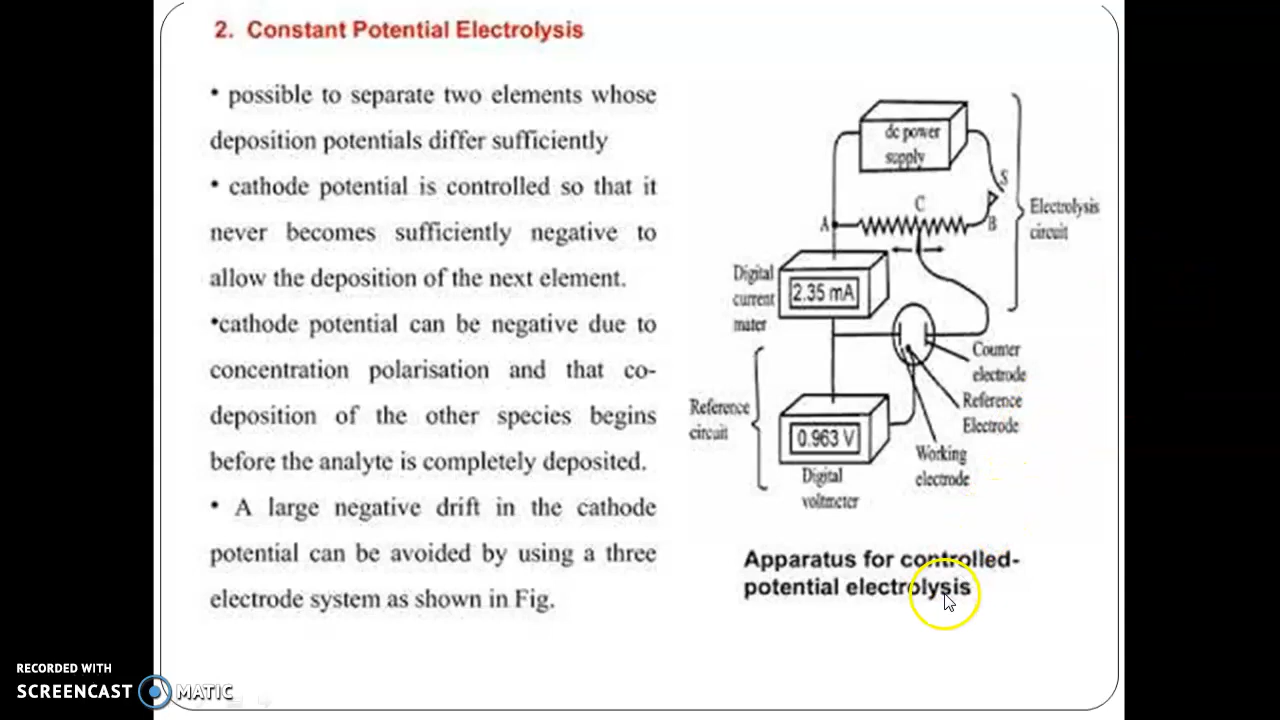 2. Constant Potential Electrolysis
• possible to separate two elements whose
deposition potentials differ sufficiently
• cathode potential is controlled so that it
never becomes sufficiently negative to
allow the deposition of the next element.
•cathode potential can be negative due to
concentration polarisation and that co-
deposition of the other species begins
before the analyte is completely deposited.
• A large negative drift in the cathode
potential can be avoided by using a three
electrode system as shown in Fig.
dc power
supply
S
C
A
B
Electrolysis
circuit
Digital
current
mater
2.35 mA
Counter
electrode
Reference
Electrode
Reference
circuit
0.963 V
Working
electrode
Digital
voltmeter
Apparatus for controlled-
potential electrolysis
RECORDED WITH
SCREENCAST MATIC